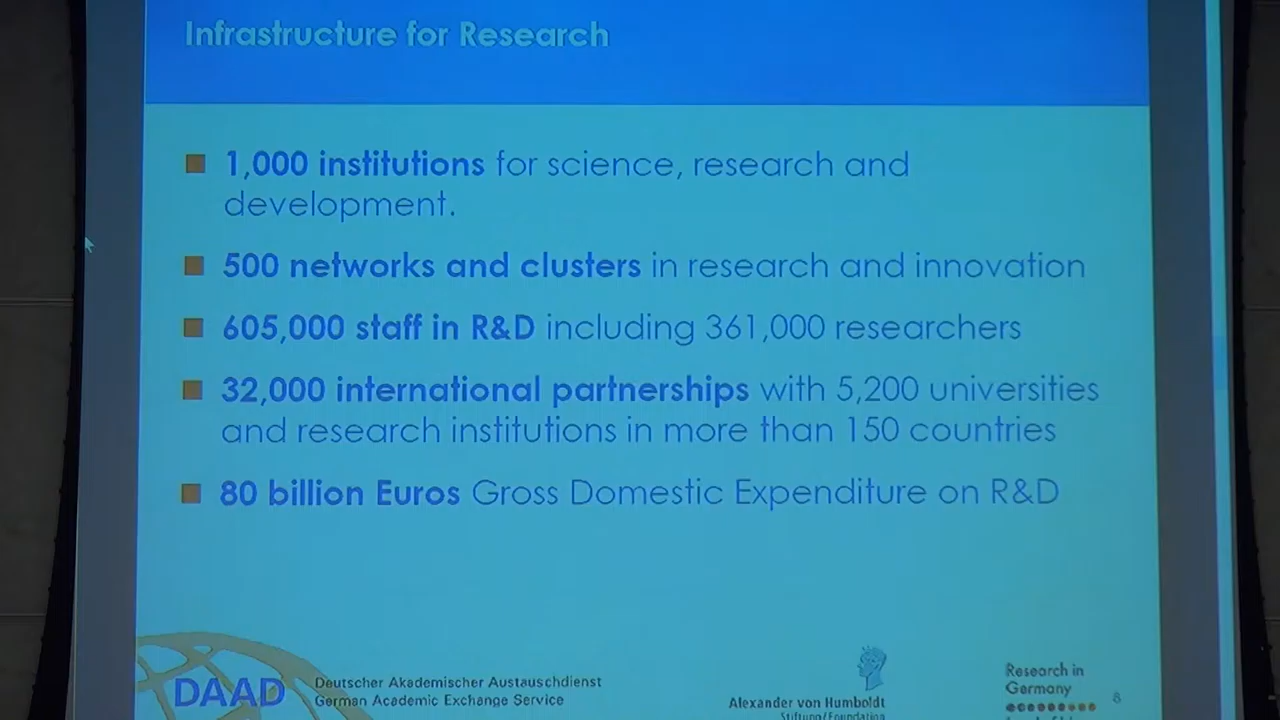 Infrastructure for Research
1,000 institutions for science, research and
development.
500 networks and clusters in research and innovation
605,000 staff in R&D including 361,000 researchers
32,000 international partnerships with 5,200 universities
and research institutions in more than 150 countries
80 billion Euros Gross Domestic Expenditure on R&D
DAAD
Deutscher Akademischer Austauschdienst
German Academic Exchange Service
Alexander von Humboldt
Stiftung/Foundation
Research in
Germany
8